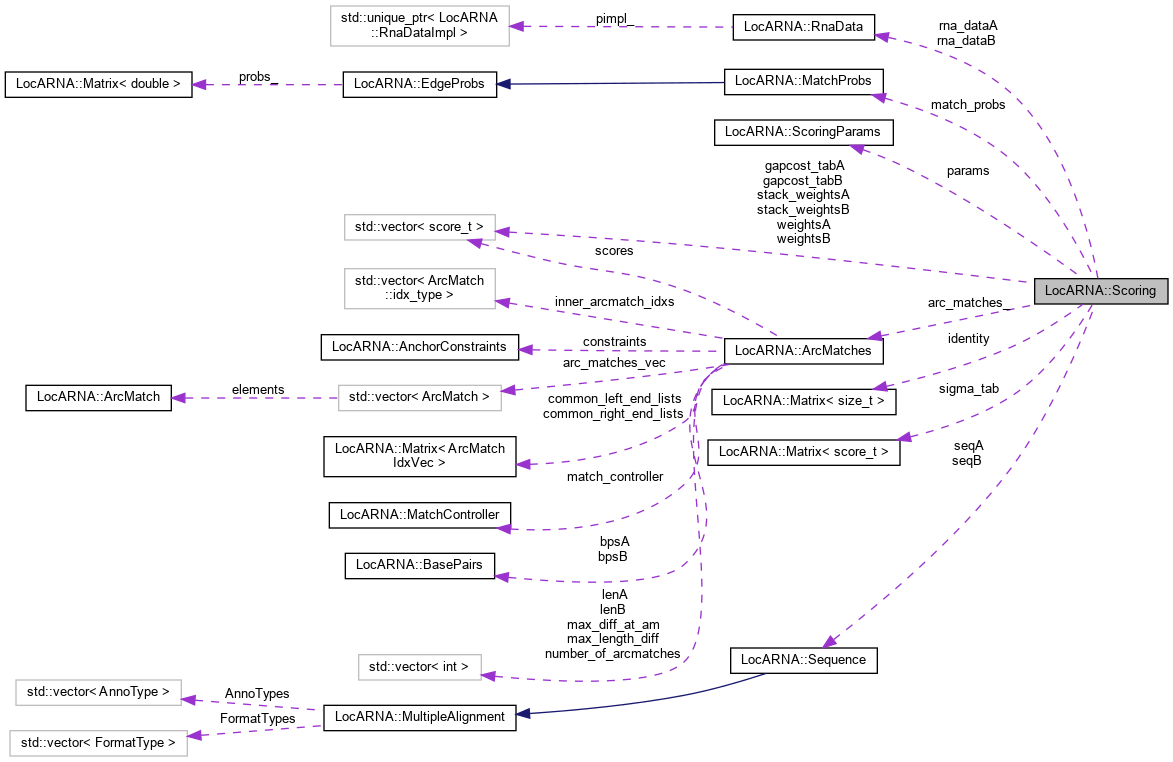 std::unique_ptr< LocARNA
::RnaDataImpl >
pimpl_
LocARNA::RnaData
rna_dataA
rna_dataB
LocARNA::Matrix< double >
probs_
LocARNA::EdgeProbs
LocARNA::MatchProbs
match_probs
LocARNA::ScoringParams
params
gapcost_tabA
gapcost_tabB
stack_weightsA
stack_weightsB
weightsA
weightsB
std::vector< score_t >
scores
std::vector< ArcMatch
::idx_type >
inner_arcmatch_idxs
LocARNA::Scoring
arc_matches_
LocARNA::AnchorConstraints
constraints
LocARNA::ArcMatches
identity
arc_matches_vec
LocARNA::ArcMatch
elements
std::vector< ArcMatch >
common_left_end_lists
common_right_end_lists
LocARNA::Matrix< size_t >
sigma_tab
LocARNA::Matrix< ArcMatch
IdxVec >
LocARNA::Matrix< score_t >
seqA
seqB
match_controller
LocARNA::MatchController
bpsA
bpsB
LocARNA::BasePairs
lenA
lenB
max_diff_at_am
max_length_diff
number_of_arcmatches
std::vector< int >
LocARNA::Sequence
std::vector< AnnoType >
AnnoTypes
LocARNA::MultipleAlignment
FormatTypes
std::vector< FormatType >